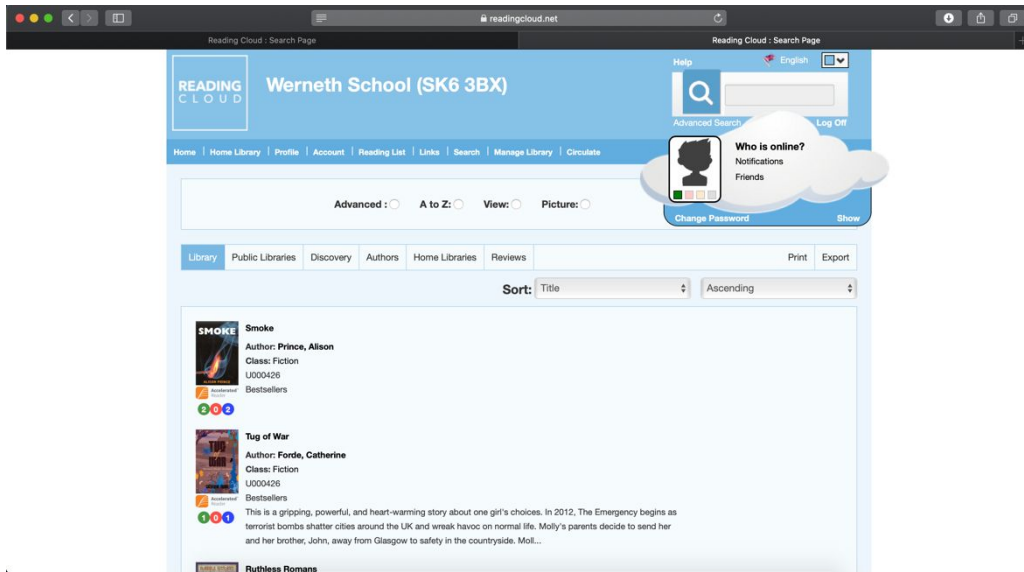 readingcloud.net
Reading Cloud : Search Page
Reading Cloud : Search Page
READING
CLOUD
Werneth School (SK6 3BX)
Help
English
Advanced Search
Log Off
Home | Home Library | Profile | Account | Reading List | Links | Search | Manage Library | Circulate
Who is online?
Notifications
Friends
Change Password Show
Advanced : A to Z: View: Picture:
Library Public Libraries Discovery Authors Home Libraries Reviews Print Export
Sort: Title Ascending
SMOKE
ALISON PRINCE
Accelerated
Reader
2 0 2
Smoke
Author: Prince, Alison
Class: Fiction
U000426
Bestsellers
TUG
WAR
Accelerated
Reader
1 0 1
Tug of War
Author: Forde, Catherine
Class: Fiction
U000426
Bestsellers
This is a gripping, powerful, and heart-warming story about one girl's choices. In 2012, The Emergency begins as
terrorist bombs shatter cities around the UK and wreak havoc on normal life. Molly's parents decide to send her
and her brother, John, away from Glasgow to safety in the countryside. Moll...
Ruthless Romans